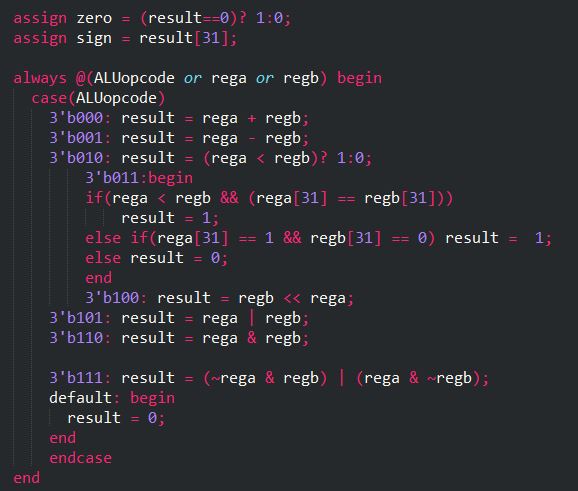 assign zero = (result==0)? 1:0;
assign sign = result[31];

always @(ALUopcode or rega or regb) begin
  case(ALUopcode)
    3'b000: result = rega + regb;
    3'b001: result = rega - regb;
    3'b010: result = (rega < regb)? 1:0;
        3'b011:begin
        if(rega < regb && (rega[31] == regb[31]))
            result = 1;
        else if(rega[31] == 1 && regb[31] == 0) result =  1;
        else result = 0;
        end
        3'b100: result = regb << rega;
    3'b101: result = rega | regb;
    3'b110: result = rega & regb;

    3'b111: result = (~rega & regb) | (rega & ~regb);
    default: begin
      result = 0;
    end
    endcase
end